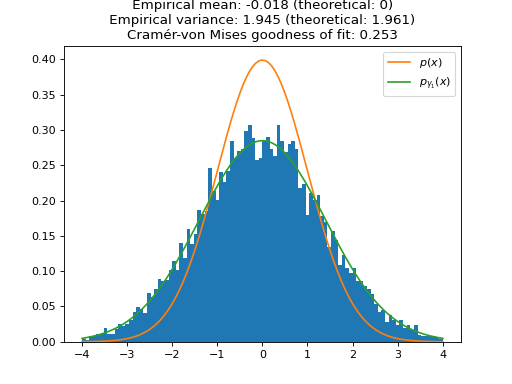 Empirical mean: -0.018 (theoretical: 0)
Empirical variance: 1.945 (theoretical: 1.961)
Cramér-von Mises goodness of fit: 0.253
p(x)
p_{γ_1}(x)
0.40
0.35
0.30
0.25
0.20
0.15
0.10
0.05
0.00
−4 −3 −2 −1 0 1 2 3 4